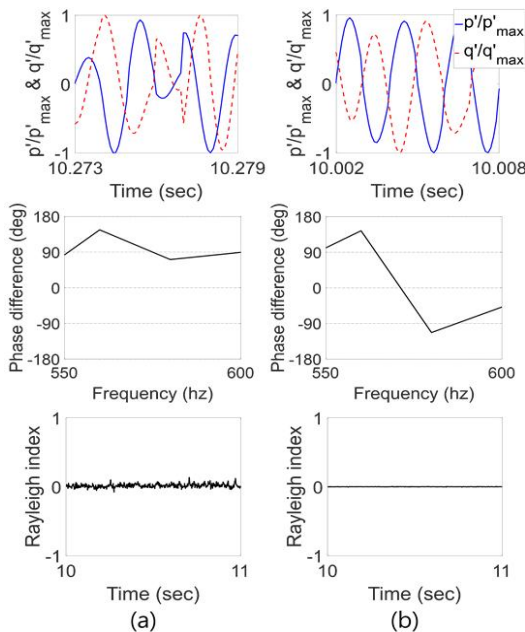 p'/p'max & q'/q'max
1
0
-1
10.273
10.279
Time (sec)
p'/p'max & q'/q'max
1
0
-1
10.002
10.008
Time (sec)
p'/p'max
q'/q'max
Phase difference (deg)
180
90
0
-90
-180
550
600
Frequency (hz)
Phase difference (deg)
180
90
0
-90
-180
550
600
Frequency (hz)
Rayleigh index
1
0
-1
10
11
Time (sec)
Rayleigh index
1
0
-1
10
11
Time (sec)
(a)
(b)